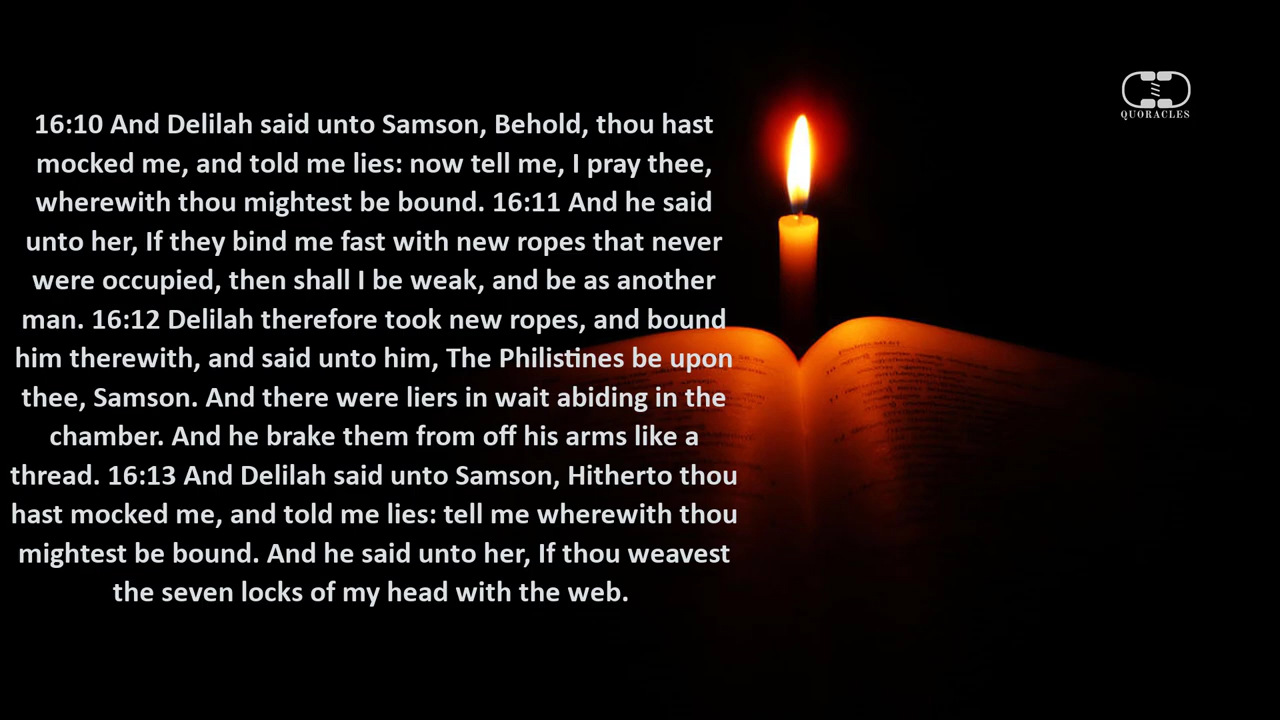 16:10 And Delilah said unto Samson, Behold, thou hast
mocked me, and told me lies: now tell me, I pray thee,
wherewith thou mightest be bound. 16:11 And he said
unto her, If they bind me fast with new ropes that never
were occupied, then shall I be weak, and be as another
man. 16:12 Delilah therefore took new ropes, and bound
him therewith, and said unto him, The Philistines be upon
thee, Samson. And there were liers in wait abiding in the
chamber. And he brake them from off his arms like a
thread. 16:13 And Delilah said unto Samson, Hitherto thou
hast mocked me, and told me lies: tell me wherewith thou
mightest be bound. And he said unto her, If thou weavest
the seven locks of my head with the web.
QUORACLES